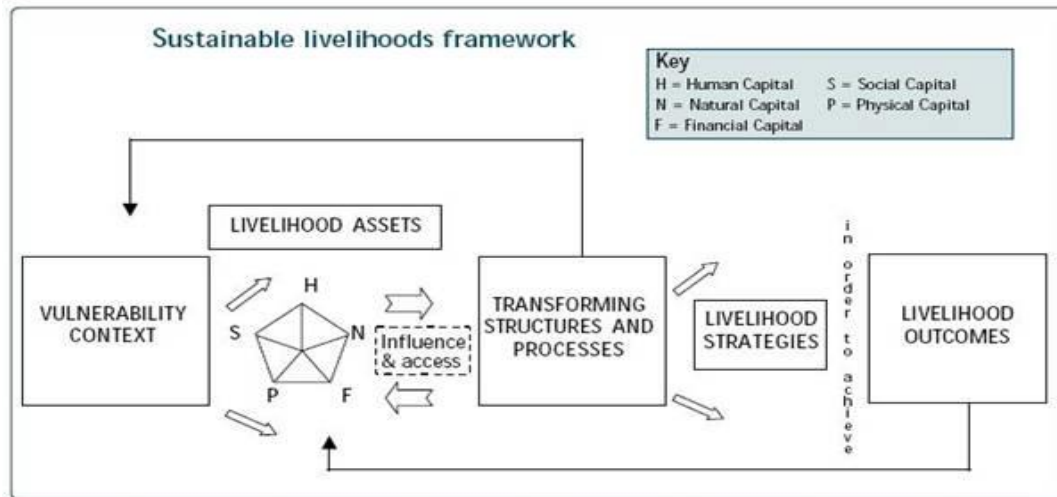 Sustainable livelihoods framework
Key
H = Human Capital S = Social Capital
N = Natural Capital P = Physical Capital
F = Financial Capital
LIVELIHOOD ASSETS
VULNERABILITY
CONTEXT
H
S
N
P
F
Influence
& access
TRANSFORMING
STRUCTURES AND
PROCESSES
LIVELIHOOD
STRATEGIES
in order to achieve
LIVELIHOOD
OUTCOMES